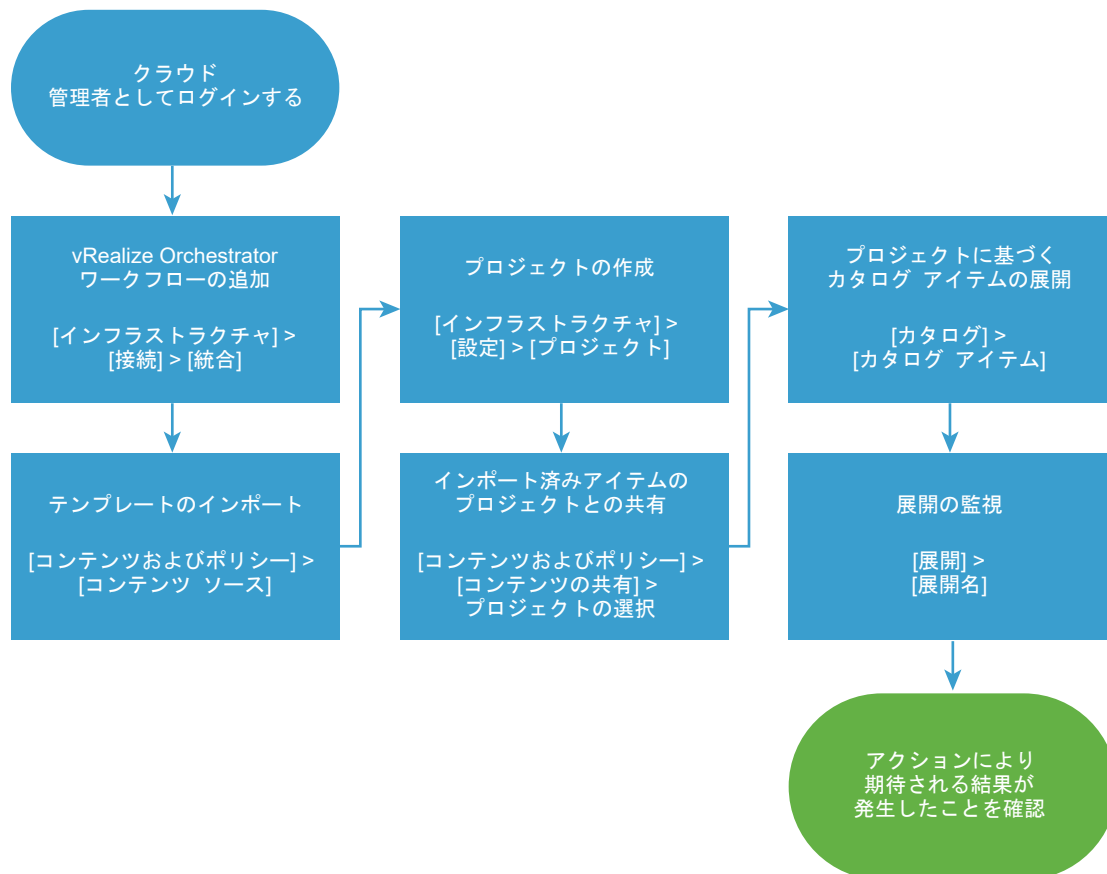 クラウド
管理者としてログインする
vRealize Orchestrator
ワークフローの追加
[インフラストラクチャ] >
[接続] > [統合]
テンプレートのインポート
[コンテンツおよびポリシー] >
[コンテンツ ソース]
プロジェクトの作成
[インフラストラクチャ] >
[設定] > [プロジェクト]
インポート済みアイテムの
プロジェクトとの共有
[コンテンツおよびポリシー] >
[コンテンツの共有] >
プロジェクトの選択
プロジェクトに基づく
カタログ アイテムの展開
[カタログ] >
[カタログ アイテム]
展開の監視
[展開] >
[展開名]
アクションにより
期待される結果が
発生したことを確認